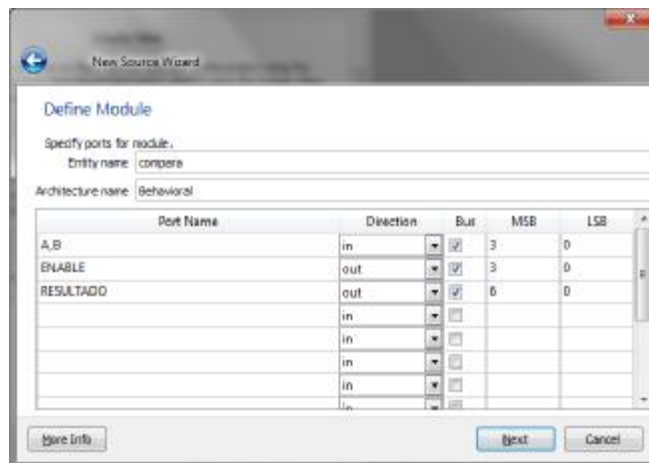 New Source Wizard
Define Module
Specify ports for module.
Entity name compara
Architecture name Behavioral
Port Name Direction Bus MSB LSB
A,B in 3 0
ENABLE out 3 0
RESULTADO out 6 0
in
in
in
in
in
More Info Next Cancel